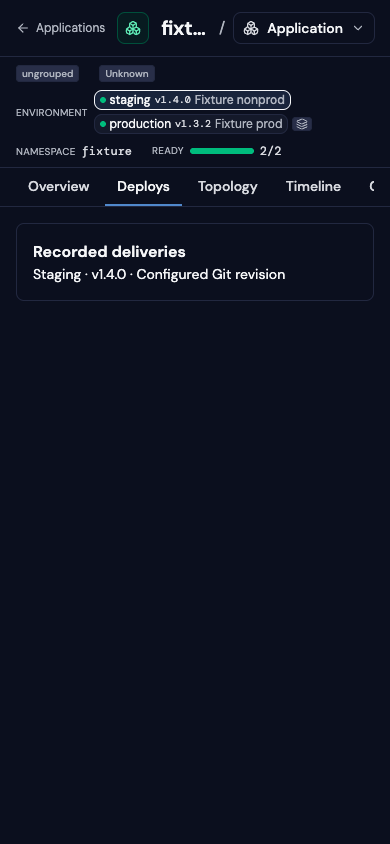 Applications
fixt...
/
Application
ungrouped
Unknown
ENVIRONMENT
staging v1.4.0 Fixture nonprod
production v1.3.2 Fixture prod
NAMESPACE fixture READY 2/2
Overview Deploys Topology Timeline
Recorded deliveries
Staging · v1.4.0 · Configured Git revision